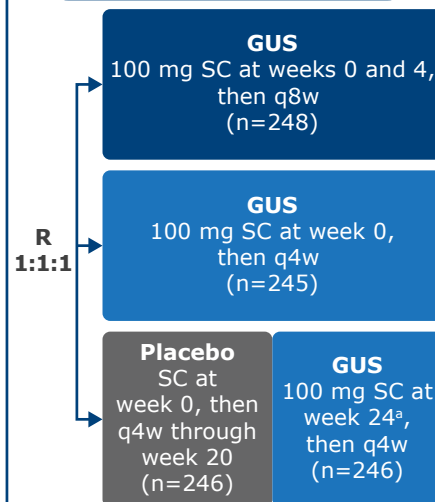 GUS
100 mg SC at weeks 0 and 4,
then q8w
(n=248)
R
1:1:1
GUS
100 mg SC at week 0,
then q4w
(n=245)
Placebo
SC at
week 0, then
q4w through
week 20
(n=246)
GUS
100 mg SC at
week 24ᵃ,
then q4w
(n=246)